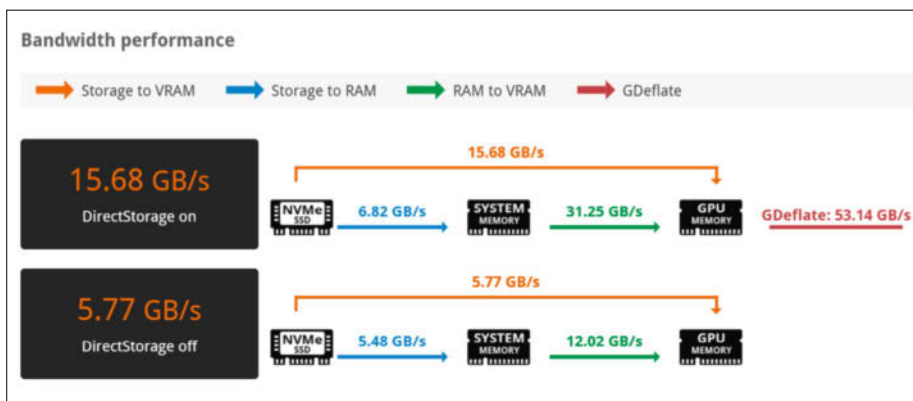 Bandwidth performance
Storage to VRAM Storage to RAM RAM to VRAM GDeflate
15.68 GB/s
DirectStorage on
15.68 GB/s
NVMe SSD 6.82 GB/s SYSTEM MEMORY 31.25 GB/s GPU MEMORY GDeflate: 53.14 GB/s
5.77 GB/s
DirectStorage off
5.77 GB/s
NVMe SSD 5.48 GB/s SYSTEM MEMORY 12.02 GB/s GPU MEMORY